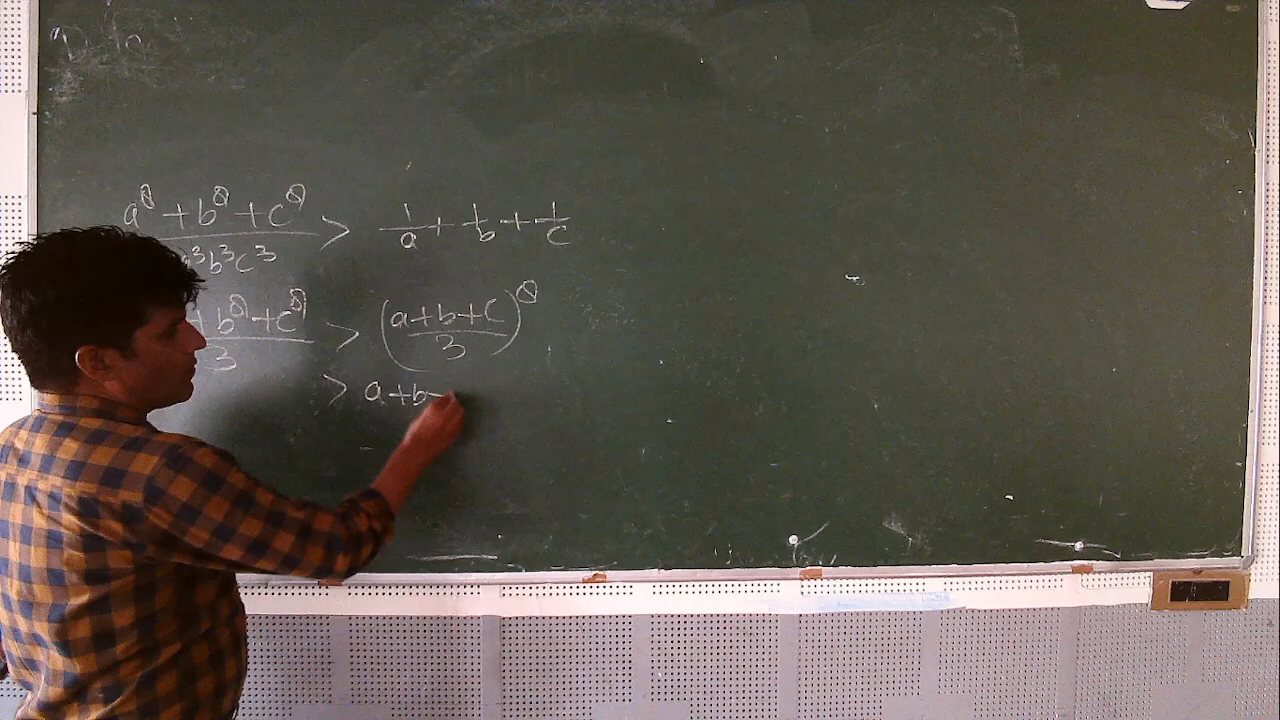 a⁸ + b⁸ + c⁸ / a³b³c³ > 1/a + 1/b + 1/c
+ b⁸ + c⁸ / 3 > ((a+b+c)/3)⁸
> a+b